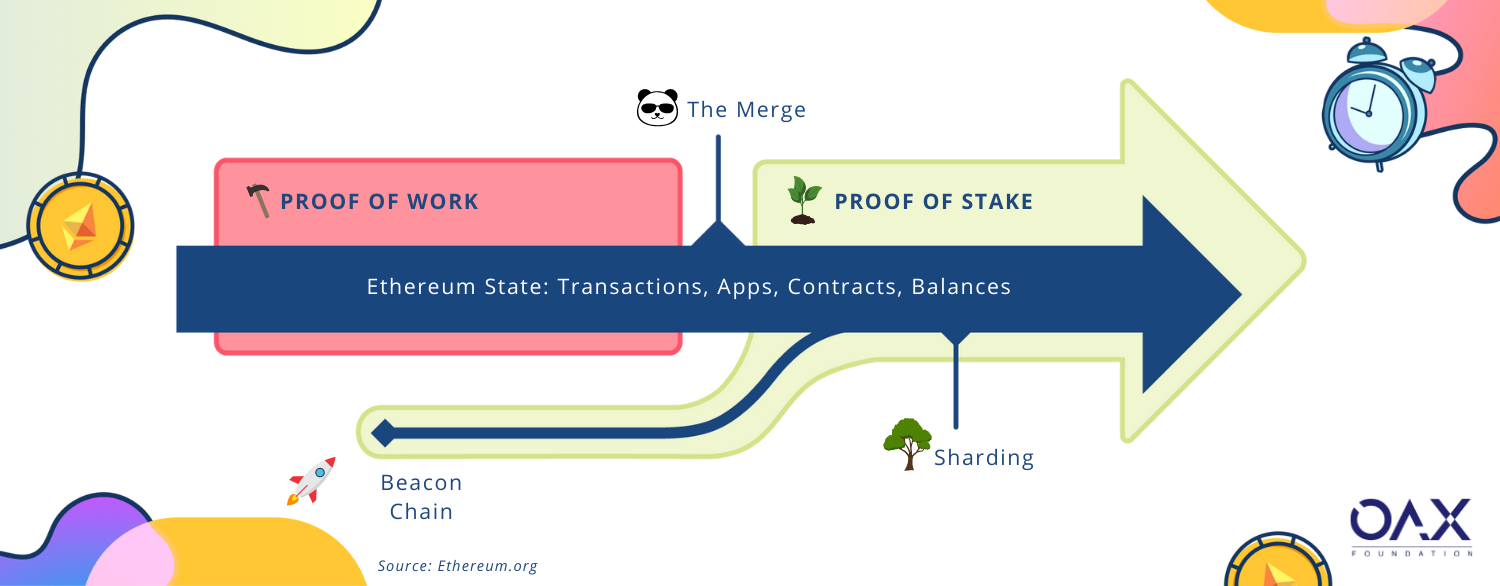 The Merge
PROOF OF WORK
PROOF OF STAKE
Ethereum State: Transactions, Apps, Contracts, Balances
Sharding
Beacon
Chain
Source: Ethereum.org
OAX
FOUNDATION